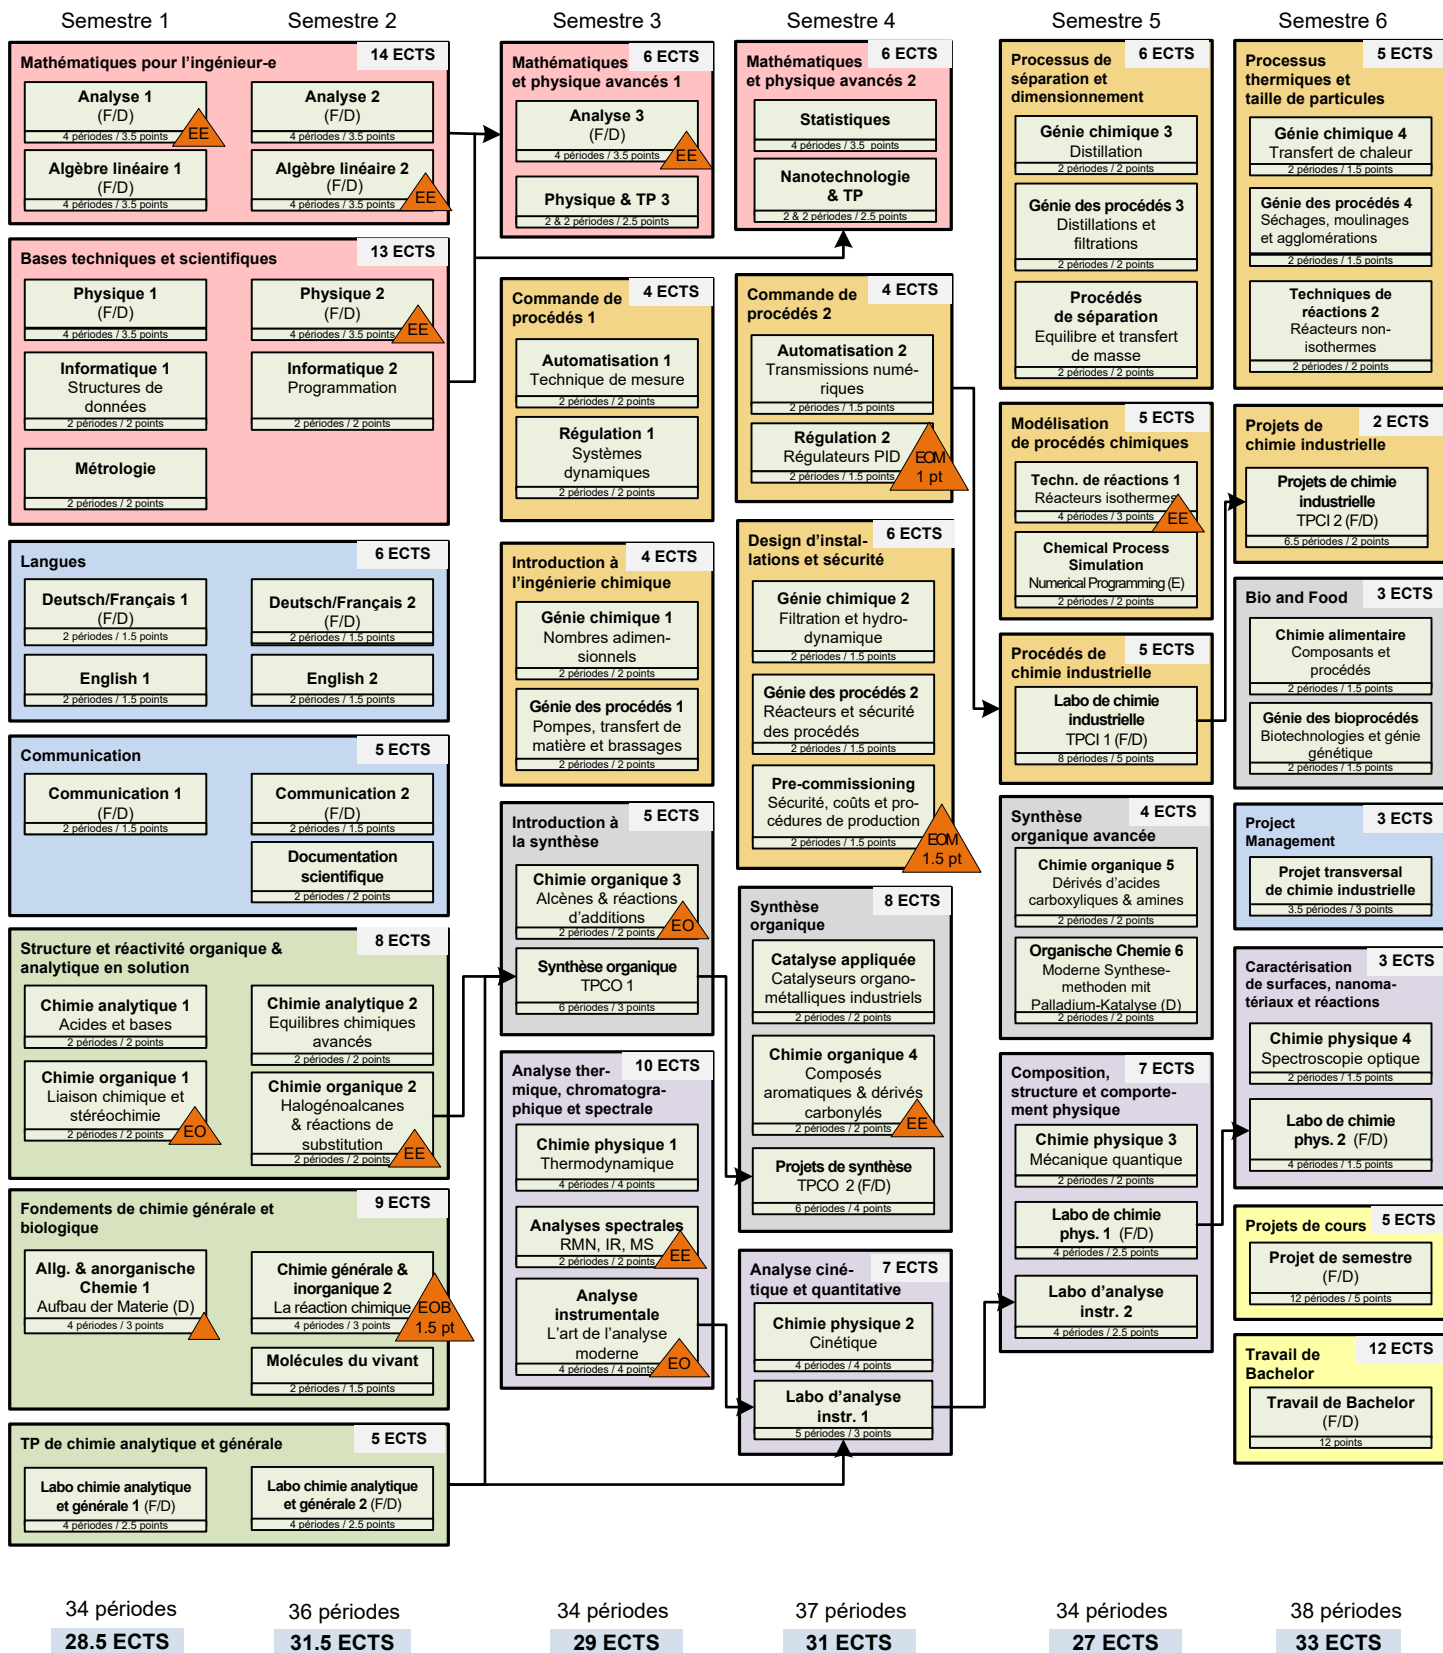 Semestre 1
Semestre 2
Semestre 3
Semestre 4
Semestre 5
Semestre 6
14 ECTS
Mathématiques pour l'ingénieur-e
Analyse 1
(F/D)
4 périodes / 3.5 points
EE
Analyse 2
(F/D)
4 périodes / 3.5 points
Algèbre linéaire 1
(F/D)
4 périodes / 3.5 points
Algèbre linéaire 2
(F/D)
4 périodes / 3.5 points
EE
13 ECTS
Bases techniques et scientifiques
Physique 1
(F/D)
4 périodes / 3.5 points
Physique 2
(F/D)
4 périodes / 3.5 points
EE
Informatique 1
Structures de
données
2 périodes / 2 points
Informatique 2
Programmation
2 périodes / 2 points
Métrologie
2 périodes / 2 points
6 ECTS
Langues
Deutsch/Français 1
(F/D)
2 périodes / 1.5 points
Deutsch/Français 2
(F/D)
2 périodes / 1.5 points
English 1
2 périodes / 1.5 points
English 2
2 périodes / 1.5 points
5 ECTS
Communication
Communication 1
(F/D)
2 périodes / 1.5 points
Communication 2
(F/D)
2 périodes / 1.5 points
Documentation
scientifique
2 périodes / 2 points
8 ECTS
Structure et réactivité organique &
analytique en solution
Chimie analytique 1
Acides et bases
2 périodes / 2 points
Chimie analytique 2
Equilibres chimiques
avancés
2 périodes / 2 points
Chimie organique 1
Liaison chimique et
stéréochimie
2 périodes / 2 points
EO
Chimie organique 2
Halogénoalcanes
& réactions de
substitution
2 périodes / 2 points
EE
9 ECTS
Fondements de chimie générale et
biologique
Allg. & anorganische
Chemie 1
Aufbau der Materie (D)
4 périodes / 3 points
Chimie générale &
inorganique 2
La réaction chimique
4 périodes / 3 points
EOB
1.5 pt
Molécules du vivant
2 périodes / 1.5 points
5 ECTS
TP de chimie analytique et générale
Labo chimie analytique
et générale 1 (F/D)
4 périodes / 2.5 points
Labo chimie analytique
et générale 2 (F/D)
4 périodes / 2.5 points
6 ECTS
Mathématiques
et physique avancés 1
Analyse 3
(F/D)
4 périodes / 3.5 points
EE
Physique & TP 3
2 & 2 périodes / 2.5 points
4 ECTS
Commande de
procédés 1
Automatisation 1
Technique de mesure
2 périodes / 2 points
Régulation 1
Systèmes
dynamiques
2 périodes / 2 points
4 ECTS
Introduction à
l'ingénierie chimique
Génie chimique 1
Nombres adimen-
sionnels
2 périodes / 2 points
Génie des procédés 1
Pompes, transfert de
matière et brassages
2 périodes / 2 points
5 ECTS
Introduction à
la synthèse
Chimie organique 3
Alcènes & réactions
d'additions
2 périodes / 2 points
EO
Synthèse organique
TPCO 1
6 périodes / 3 points
10 ECTS
Analyse ther-
mique, chromatogra-
phique et spectrale
Chimie physique 1
Thermodynamique
4 périodes / 4 points
Analyses spectrales
RMN, IR, MS
2 périodes / 2 points
EE
Analyse
instrumentale
L'art de l'analyse
moderne
4 périodes / 4 points
EO
6 ECTS
Mathématiques
et physique avancés 2
Statistiques
4 périodes / 3.5 points
Nanotechnologie
& TP
2 & 2 périodes / 2.5 points
4 ECTS
Commande de
procédés 2
Automatisation 2
Transmissions numé-
riques
2 périodes / 1.5 points
Régulation 2
Régulateurs PID
2 périodes / 1.5 points
EOM
1 pt
6 ECTS
Design d'instal-
lations et sécurité
Génie chimique 2
Filtration et hydro-
dynamique
2 périodes / 1.5 points
Génie des procédés 2
Réacteurs et sécurité
des procédés
2 périodes / 1.5 points
Pre-commissioning
Sécurité, coûts et pro-
cédures de production
2 périodes / 1.5 points
EOM
1.5 pt
8 ECTS
Synthèse
organique
Catalyse appliquée
Catalyseurs organo-
métalliques industriels
2 périodes / 2 points
Chimie organique 4
Composés
aromatiques & dérivés
carbonylés
2 périodes / 2 points
EE
Projets de synthèse
TPCO 2 (F/D)
6 périodes / 4 points
7 ECTS
Analyse ciné-
tique et quantitative
Chimie physique 2
Cinétique
4 périodes / 4 points
Labo d'analyse
instr. 1
5 périodes / 3 points
6 ECTS
Processus de
séparation et
dimensionnement
Génie chimique 3
Distillation
2 périodes / 2 points
Génie des procédés 3
Distillations et
filtrations
2 périodes / 2 points
Procédés
de séparation
Equilibre et transfert
de masse
2 périodes / 2 points
5 ECTS
Modélisation
de procédés chimiques
Techn. de réactions 1
Réacteurs isothermes
4 périodes / 3 points
EE
Chemical Process
Simulation
Numerical Programming (E)
2 périodes / 2 points
5 ECTS
Procédés de
chimie industrielle
Labo de chimie
industrielle
TPCI 1 (F/D)
8 périodes / 5 points
4 ECTS
Synthèse
organique avancée
Chimie organique 5
Dérivés d'acides
carboxyliques & amines
2 périodes / 2 points
Organische Chemie 6
Moderne Synthese-
methoden mit
Palladium-Katalyse (D)
2 périodes / 2 points
7 ECTS
Composition,
structure et comporte-
ment physique
Chimie physique 3
Mécanique quantique
2 périodes / 2 points
Labo de chimie
phys. 1 (F/D)
4 périodes / 2.5 points
Labo d'analyse
instr. 2
4 périodes / 2.5 points
5 ECTS
Processus
thermiques et
taille de particules
Génie chimique 4
Transfert de chaleur
2 périodes / 1.5 points
Génie des procédés 4
Séchages, moulinages
et agglomérations
2 périodes / 1.5 points
Techniques de
réactions 2
Réacteurs non-
isothermes
2 périodes / 2 points
2 ECTS
Projets de
chimie industrielle
Projets de chimie
industrielle
TPCI 2 (F/D)
6.5 périodes / 2 points
3 ECTS
Bio and Food
Chimie alimentaire
Composants et
procédés
2 périodes / 1.5 points
Génie des bioprocédés
Biotechnologies et génie
génétique
2 périodes / 1.5 points
3 ECTS
Project
Management
Projet transversal
de chimie industrielle
3.5 périodes / 3 points
3 ECTS
Caractérisation
de surfaces, nanoma-
tériaux et réactions
Chimie physique 4
Spectroscopie optique
2 périodes / 1.5 points
Labo de chimie
phys. 2 (F/D)
4 périodes / 1.5 points
5 ECTS
Projets de cours
Projet de semestre
(F/D)
12 périodes / 5 points
12 ECTS
Travail de
Bachelor
Travail de Bachelor
(F/D)
12 points
34 périodes
36 périodes
34 périodes
37 périodes
34 périodes
38 périodes
28.5 ECTS
31.5 ECTS
29 ECTS
31 ECTS
27 ECTS
33 ECTS